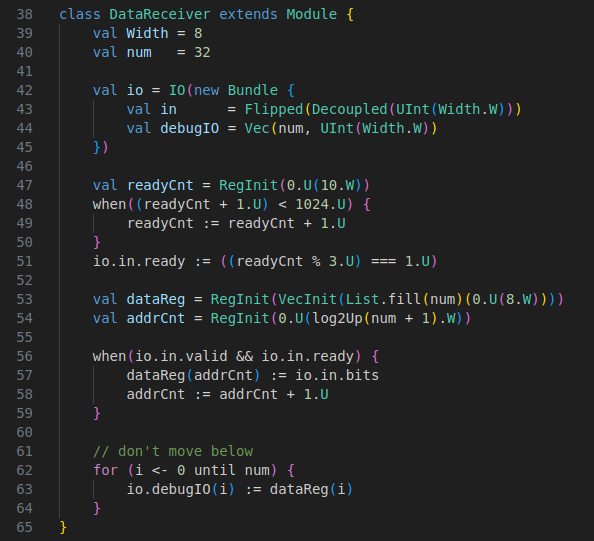 38 class DataReceiver extends Module {
39     val Width = 8
40     val num   = 32
41
42     val io = IO(new Bundle {
43         val in      = Flipped(Decoupled(UInt(Width.W)))
44         val debugIO = Vec(num, UInt(Width.W))
45     })
46
47     val readyCnt = RegInit(0.U(10.W))
48     when((readyCnt + 1.U) < 1024.U) {
49         readyCnt := readyCnt + 1.U
50     }
51     io.in.ready := ((readyCnt % 3.U) === 1.U)
52
53     val dataReg = RegInit(VecInit(List.fill(num)(0.U(8.W))))
54     val addrCnt = RegInit(0.U(log2Up(num + 1).W))
55
56     when(io.in.valid && io.in.ready) {
57         dataReg(addrCnt) := io.in.bits
58         addrCnt := addrCnt + 1.U
59     }
60
61     // don't move below
62     for (i <- 0 until num) {
63         io.debugIO(i) := dataReg(i)
64     }
65 }